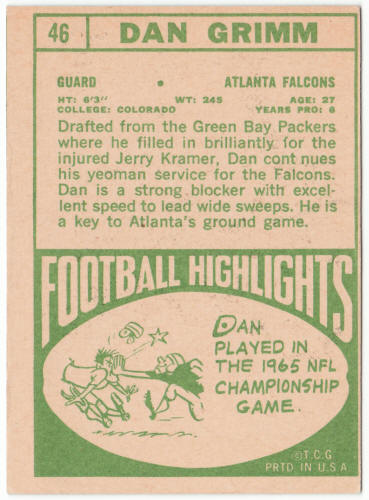 46 DAN GRIMM
GUARD • ATLANTA FALCONS
HT: 6'3" WT: 245 AGE: 27
COLLEGE: COLORADO YEARS PRO: 6
Drafted from the Green Bay Packers
where he filled in brilliantly for the
injured Jerry Kramer, Dan cont nues
his yeoman service for the Falcons.
Dan is a strong blocker with excel-
lent speed to lead wide sweeps. He is
a key to Atlanta's ground game.
FOOTBALL HIGHLIGHTS
DAN
PLAYED IN
THE 1965 NFL
CHAMPIONSHIP
GAME.
© T.C.G
PRTD IN U.S.A